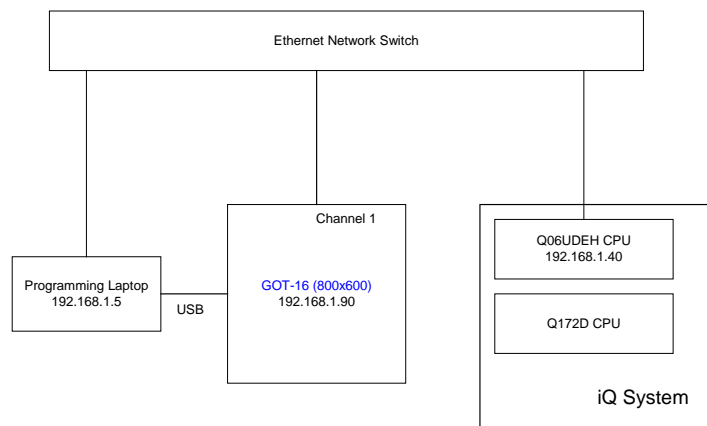 Ethernet Network Switch
Channel 1
Programming Laptop
192.168.1.5
USB
GOT-16 (800x600)
192.168.1.90
Q06UDEH CPU
192.168.1.40
Q172D CPU
iQ System